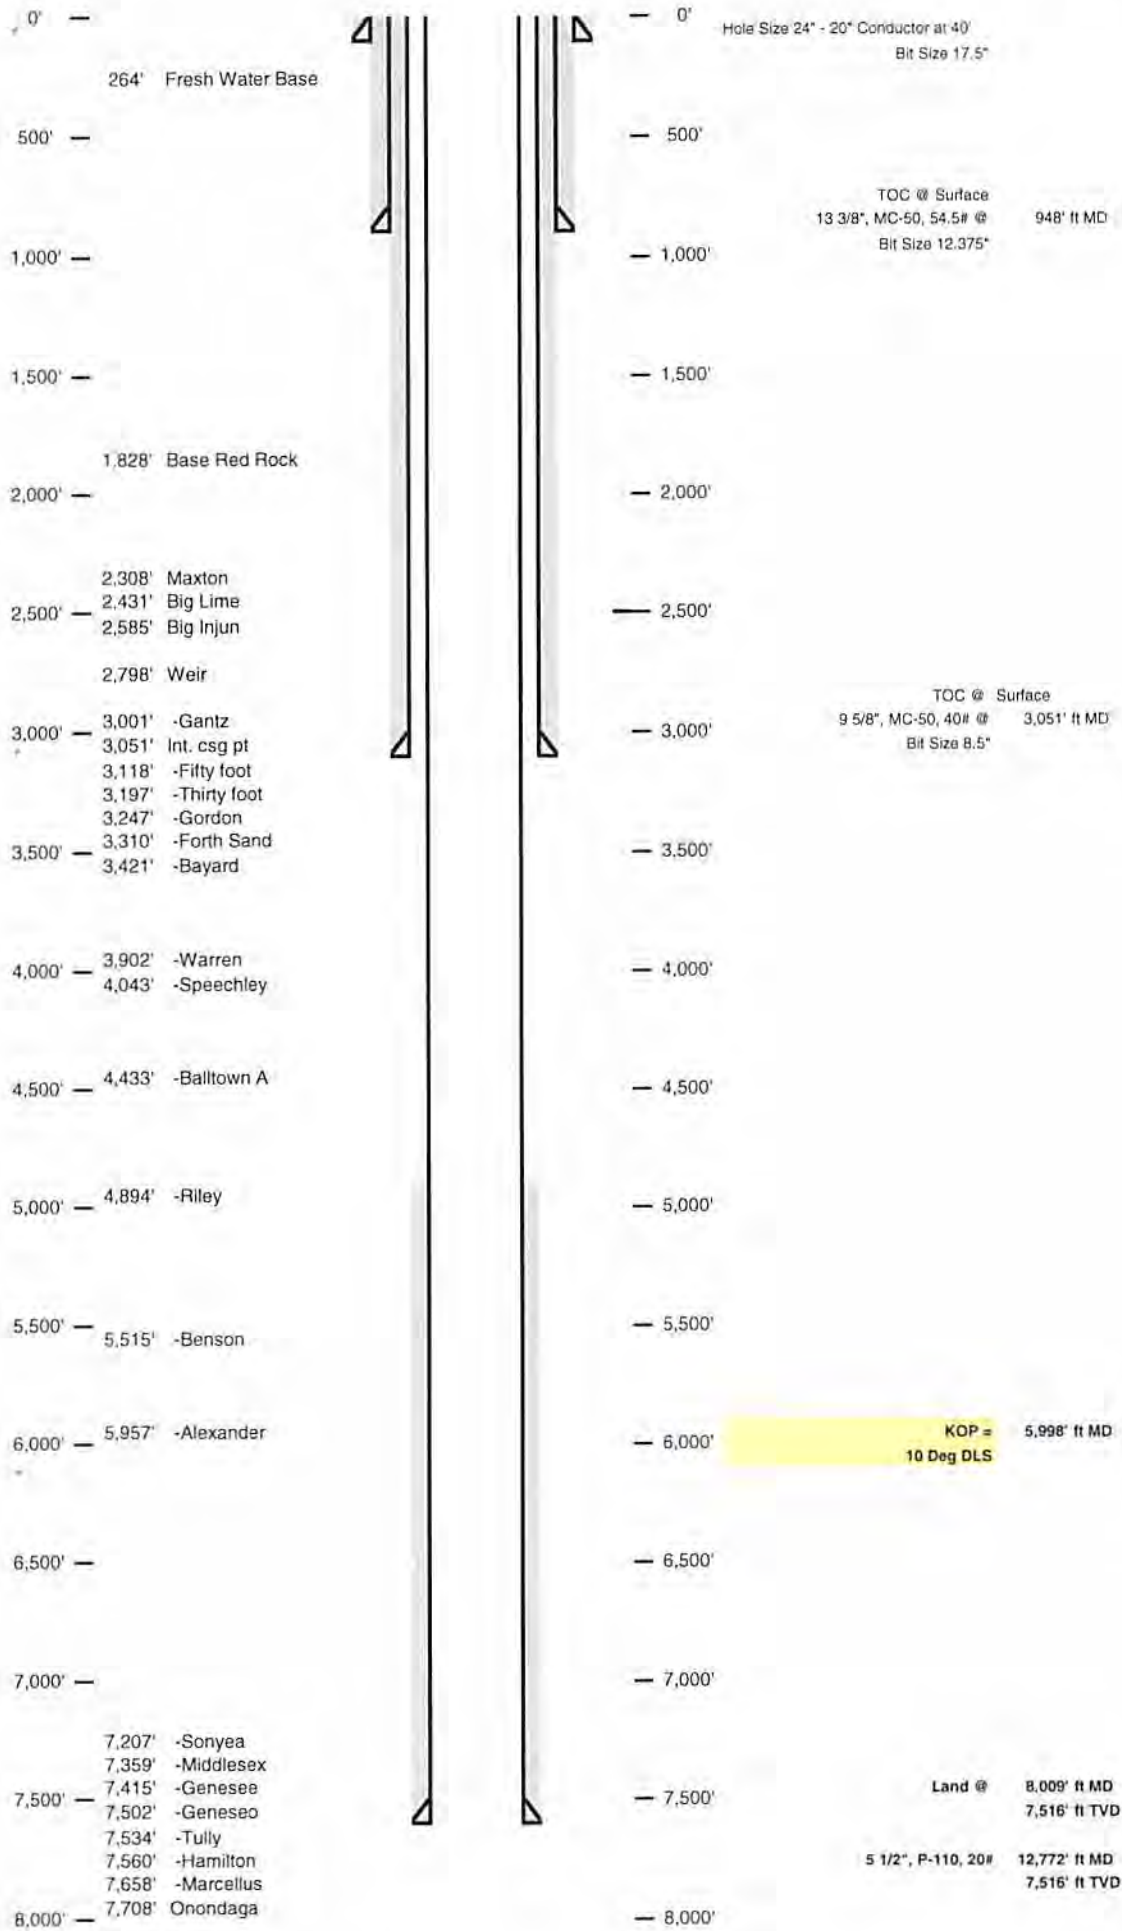 0'
0'
Hole Size 24" - 20" Conductor at 40'
Bit Size 17.5"
264' Fresh Water Base
500'
500'
TOC @ Surface
13 3/8", MC-50, 54.5# @ 948' ft MD
Bit Size 12.375"
1,000'
1,000'
1,500'
1,500'
1,828' Base Red Rock
2,000'
2,000'
2,308' Maxton
2,431' Big Lime
2,500'
2,500'
2,585' Big Injun
2,798' Weir
TOC @ Surface
3,001' -Gantz
9 5/8", MC-50, 40# @ 3,051' ft MD
3,000'
3,000'
3,051' Int. csg pt
Bit Size 8.5"
3,118' -Fifty foot
3,197' -Thirty foot
3,247' -Gordon
3,310' -Forth Sand
3,500'
3,500'
3,421' -Bayard
3,902' -Warren
4,000'
4,000'
4,043' -Speechley
4,433' -Balltown A
4,500'
4,500'
4,894' -Riley
5,000'
5,000'
5,500'
5,500'
5,515' -Benson
5,957' -Alexander
KOP = 5,998' ft MD
6,000'
6,000'
10 Deg DLS
6,500'
6,500'
7,000'
7,000'
7,207' -Sonyea
7,359' -Middlesex
7,415' -Genesee
Land @ 8,009' ft MD
7,500'
7,500'
7,502' -Geneseo
7,516' ft TVD
7,534' -Tully
7,560' -Hamilton
5 1/2", P-110, 20# 12,772' ft MD
7,658' -Marcellus
7,516' ft TVD
7,708' Onondaga
8,000'
8,000'